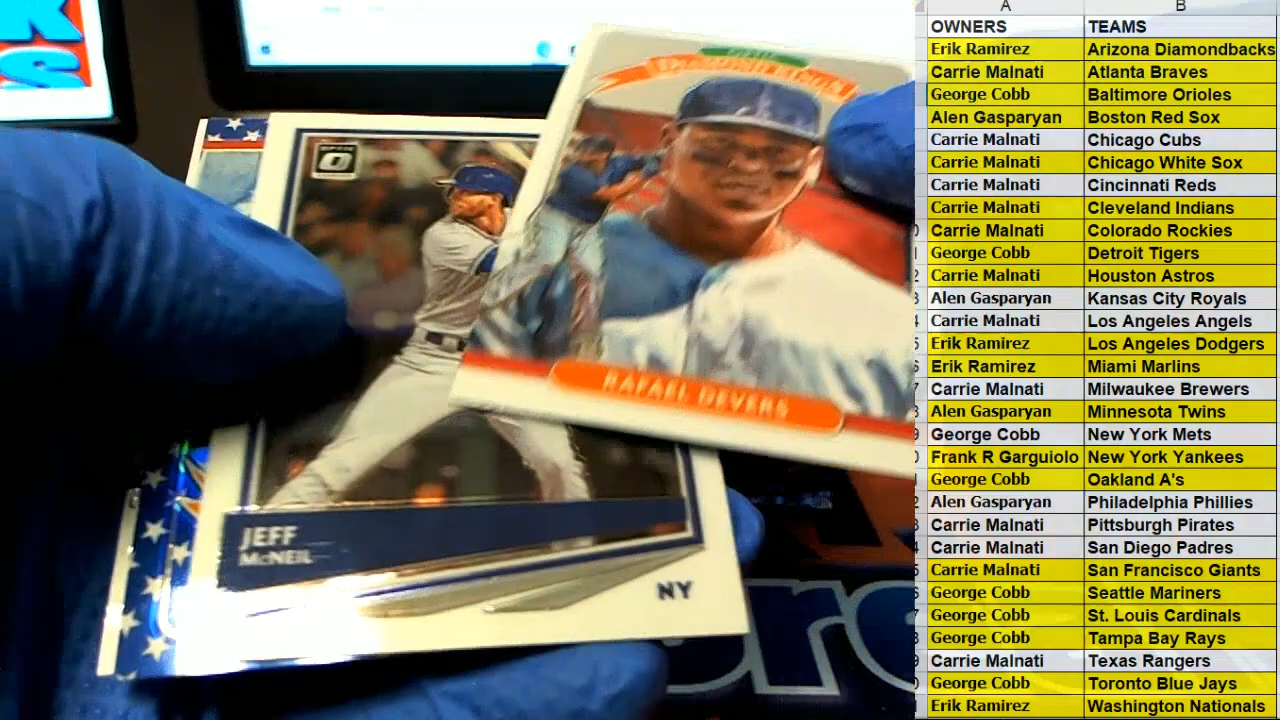 A B
OWNERS TEAMS
Erik Ramirez Arizona Diamondbacks
Carrie Malnati Atlanta Braves
George Cobb Baltimore Orioles
Alen Gasparyan Boston Red Sox
Carrie Malnati Chicago Cubs
Carrie Malnati Chicago White Sox
Carrie Malnati Cincinnati Reds
Carrie Malnati Cleveland Indians
Carrie Malnati Colorado Rockies
George Cobb Detroit Tigers
Carrie Malnati Houston Astros
Alen Gasparyan Kansas City Royals
Carrie Malnati Los Angeles Angels
Erik Ramirez Los Angeles Dodgers
Erik Ramirez Miami Marlins
Carrie Malnati Milwaukee Brewers
Alen Gasparyan Minnesota Twins
George Cobb New York Mets
Frank R Garguiolo New York Yankees
George Cobb Oakland A's
Alen Gasparyan Philadelphia Phillies
Carrie Malnati Pittsburgh Pirates
Carrie Malnati San Diego Padres
Carrie Malnati San Francisco Giants
George Cobb Seattle Mariners
George Cobb St. Louis Cardinals
George Cobb Tampa Bay Rays
Carrie Malnati Texas Rangers
George Cobb Toronto Blue Jays
Erik Ramirez Washington Nationals
DIAMOND KINGS
RAFAEL DEVERS
OPTIC
JEFF
McNEIL
NY